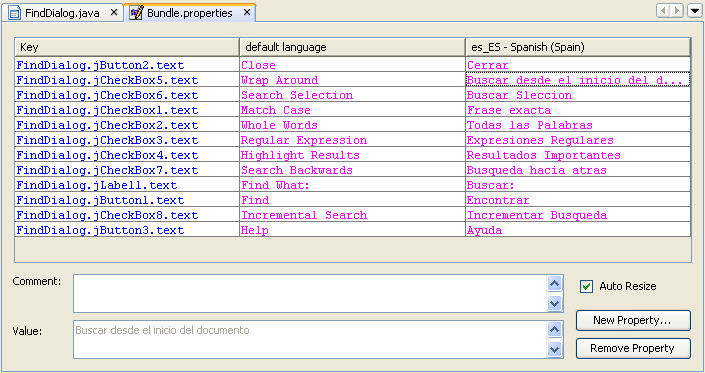 FindDialog.java Bundle.properties
Key default language es_ES - Spanish (Spain)
FindDialog.jButton2.text Close Cerrar
FindDialog.jCheckBox5.text Wrap Around Buscar desde el inicio del d...
FindDialog.jCheckBox6.text Search Selection Buscar Sleccion
FindDialog.jCheckBox1.text Match Case Frase exacta
FindDialog.jCheckBox2.text Whole Words Todas las Palabras
FindDialog.jCheckBox3.text Regular Expression Expresiones Regulares
FindDialog.jCheckBox4.text Highlight Results Resultados Importantes
FindDialog.jCheckBox7.text Search Backwards Busqueda hacia atras
FindDialog.jLabel1.text Find What: Buscar:
FindDialog.jButton1.text Find Encontrar
FindDialog.jCheckBox8.text Incremental Search Incrementar Busqueda
FindDialog.jButton3.text Help Ayuda
Comment:
Auto Resize
New Property...
Value: Buscar desde el inicio del documento
Remove Property